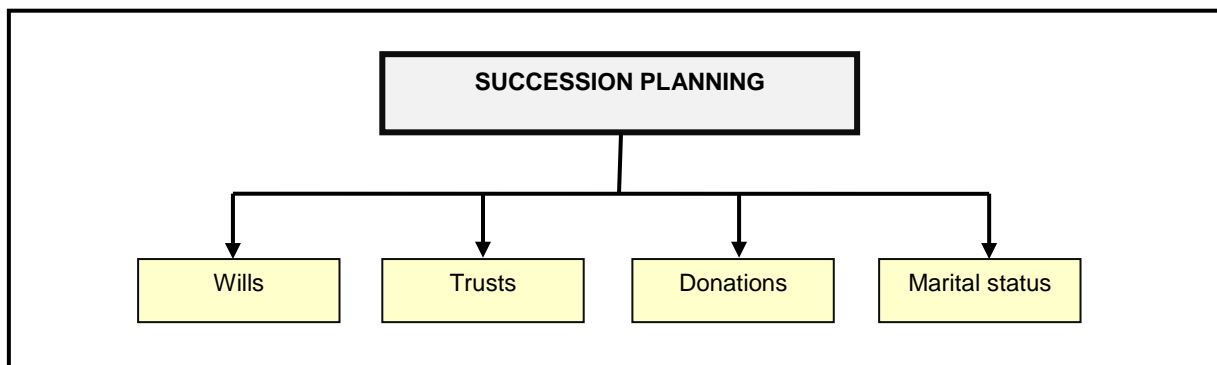 SUCCESSION PLANNING
Wills
Trusts
Donations
Marital status